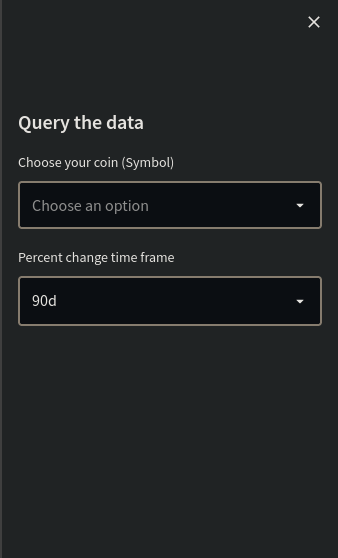 Query the data
Choose your coin (Symbol)
Choose an option
Percent change time frame
90d